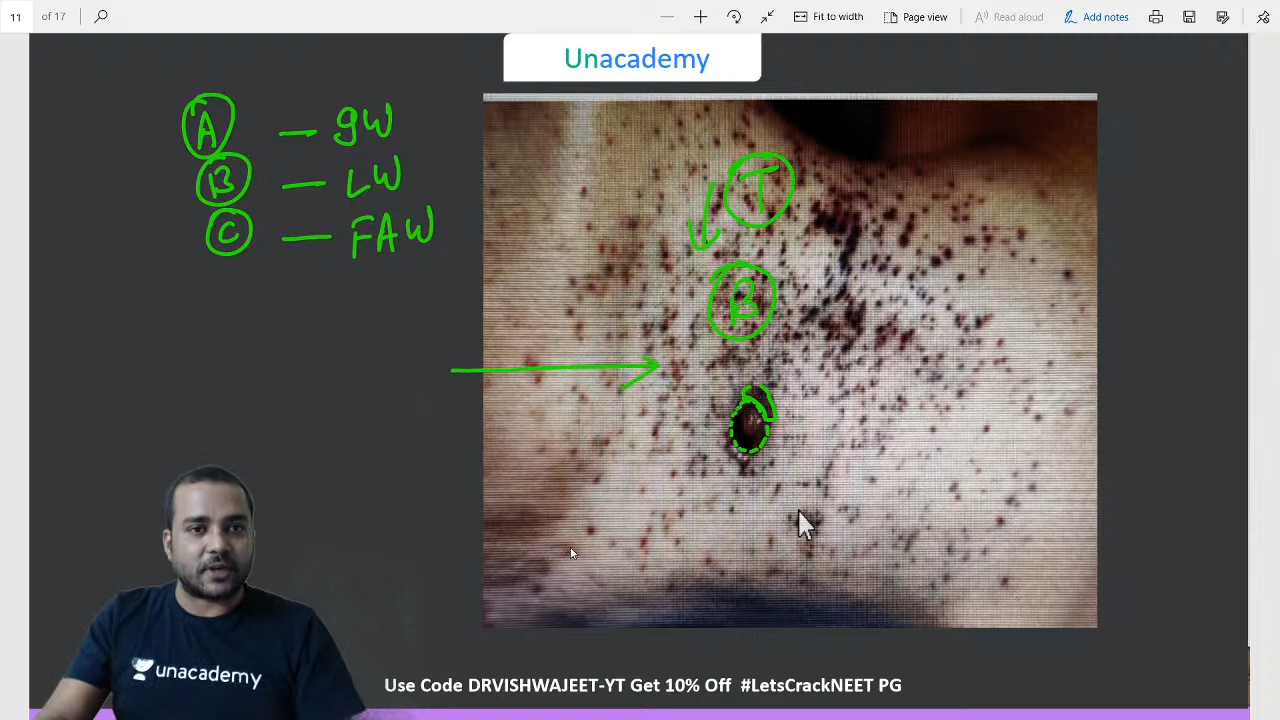 11 of 17
Fit to width
Page view
Read aloud
Add notes
Unacademy
A — gW
B — LW
C — FAW
T
B
unacademy
Use Code DRVISHWAJEET-YT Get 10% Off #LetsCrackNEET PG